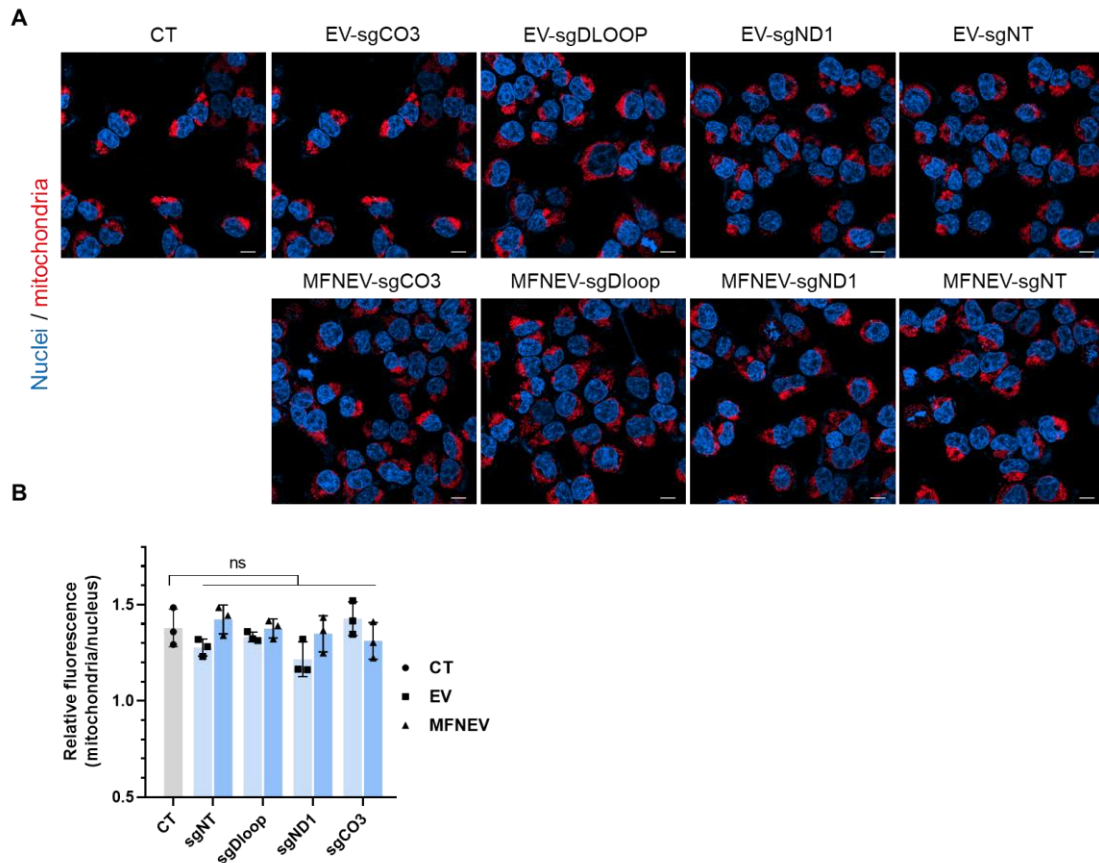 A
CT
EV-sgCO3
EV-sgDLOOP
EV-sgND1
EV-sgNT
Nuclei / mitochondria
MFNEV-sgCO3
MFNEV-sgDloop
MFNEV-sgND1
MFNEV-sgNT
B
ns
Relative fluorescence
(mitochondria/nucleus)
1.5
1.0
0.5
CT
EV
MFNEV
CT
sgNT
sgDloop
sgND1
sgCO3